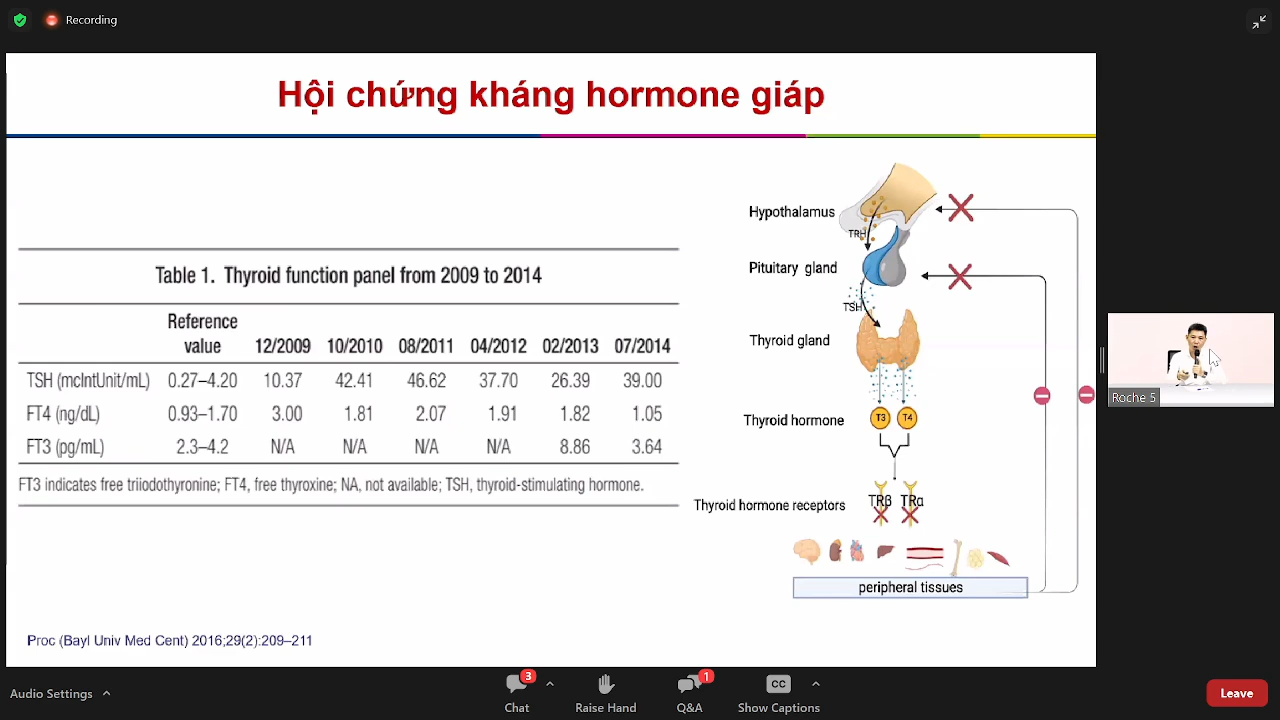 Recording
Hội chứng kháng hormone giáp
Table 1. Thyroid function panel from 2009 to 2014
Reference value 12/2009 10/2010 08/2011 04/2012 02/2013 07/2014
TSH (mcIntUnit/mL) 0.27–4.20 10.37 42.41 46.62 37.70 26.39 39.00
FT4 (ng/dL) 0.93–1.70 3.00 1.81 2.07 1.91 1.82 1.05
FT3 (pg/mL) 2.3–4.2 N/A N/A N/A N/A 8.86 3.64
FT3 indicates free triiodothyronine; FT4, free thyroxine; NA, not available; TSH, thyroid-stimulating hormone.
Proc (Bayl Univ Med Cent) 2016;29(2):209–211
Hypothalamus
TRH
Pituitary gland
TSH
Thyroid gland
Thyroid hormone
T3 T4
Thyroid hormone receptors
TRβ TRα
peripheral tissues
Roche 5
Audio Settings
3
Chat
Raise Hand
1
Q&A
CC
Show Captions
Leave